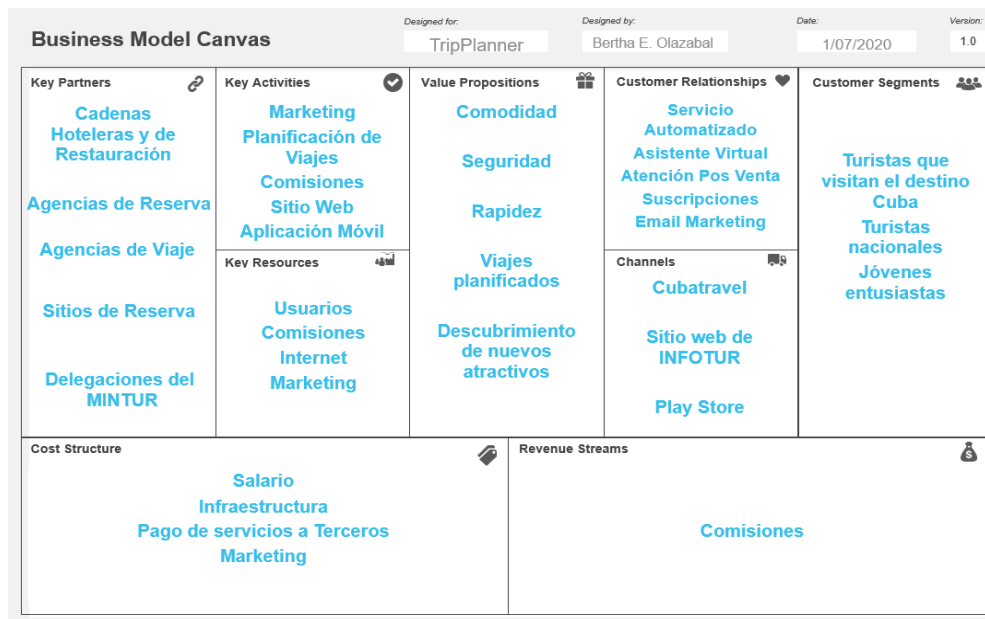 Business Model Canvas
Designed for:
TripPlanner
Designed by:
Bertha E. Olazabal
Date:
1/07/2020
Version:
1.0
Key Partners
Cadenas
Hoteleras y de
Restauración
Agencias de Reserva
Agencias de Viaje
Sitios de Reserva
Delegaciones del
MINTUR
Key Activities
Marketing
Planificación de
Viajes
Comisiones
Sitio Web
Aplicación Móvil
Key Resources
Usuarios
Comisiones
Internet
Marketing
Value Propositions
Comodidad
Seguridad
Rapidez
Viajes
planificados
Descubrimiento
de nuevos
atractivos
Customer Relationships
Servicio
Automatizado
Asistente Virtual
Atención Pos Venta
Suscripciones
Email Marketing
Channels
Cubatravel
Sitio web de
INFOTUR
Play Store
Customer Segments
Turistas que
visitan el destino
Cuba
Turistas
nacionales
Jóvenes
entusiastas
Cost Structure
Salario
Infraestructura
Pago de servicios a Terceros
Marketing
Revenue Streams
Comisiones